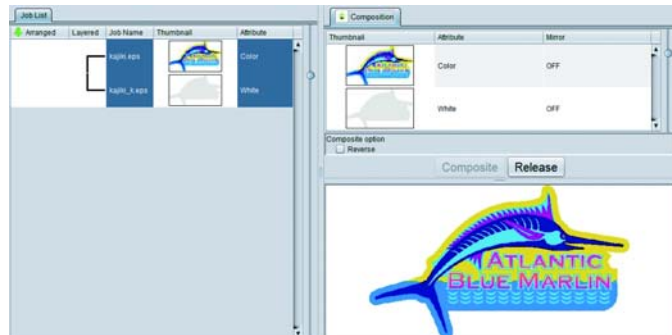 Job List
Arranged Layered Job Name Thumbnail Attribute
kajiki.eps Color
kajiki_k.eps White
Composition
Thumbnail Attribute Mirror
Color OFF
White OFF
Composite option
Reverse
Composite Release
ATLANTIC
BLUE MARLIN